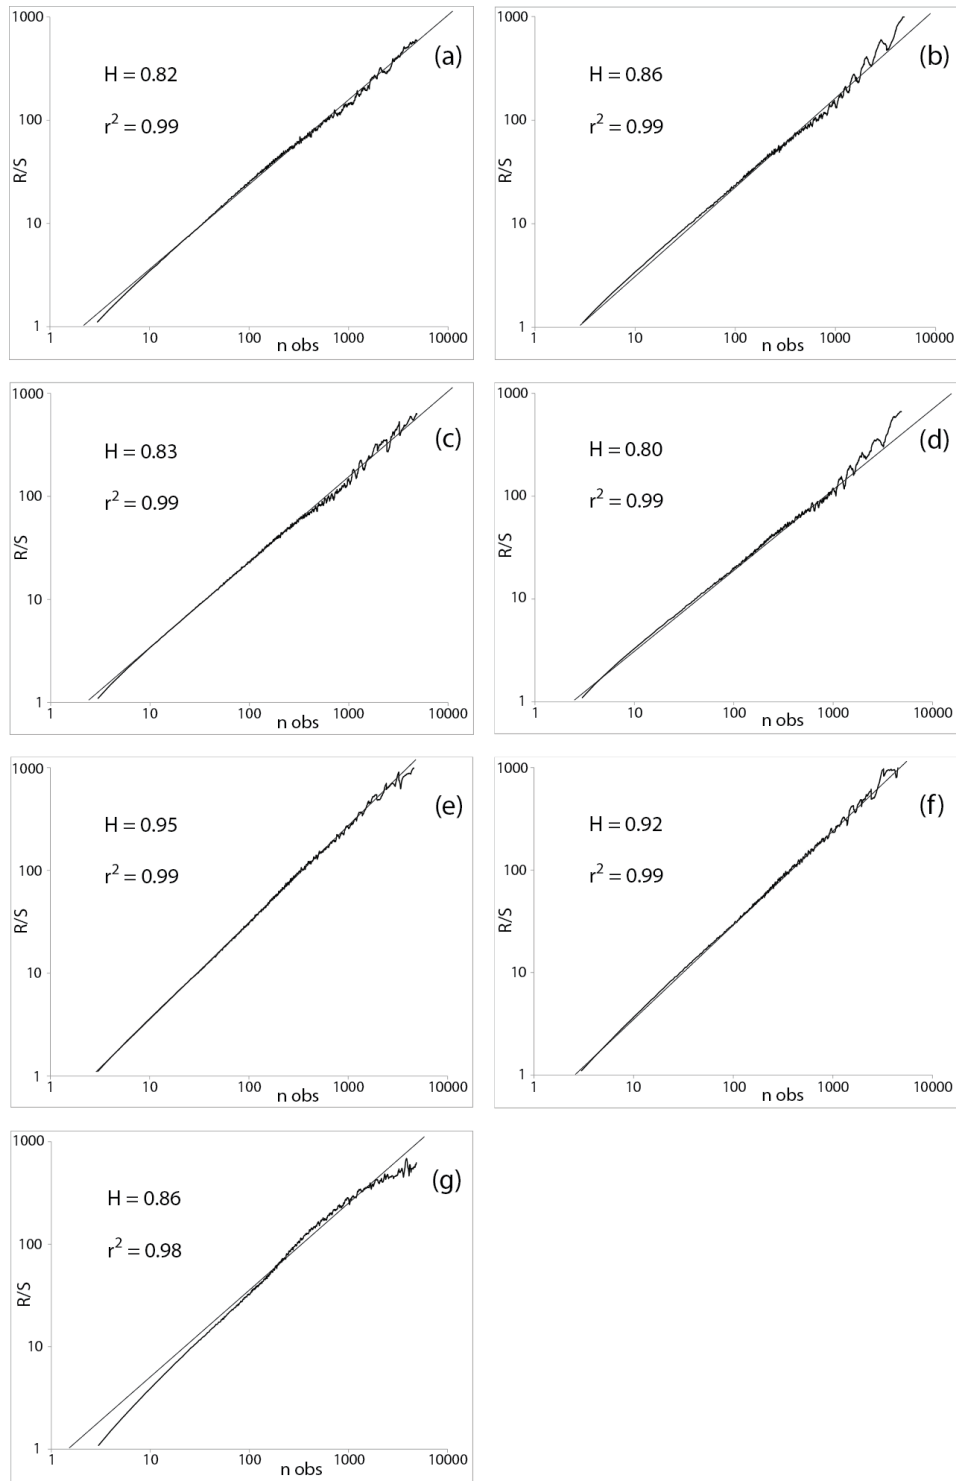 1000
(a)
H = 0.82
r² = 0.99
100
R/S
10
1
1 10 100 1000 10000
n obs
1000
(b)
H = 0.86
r² = 0.99
100
R/S
10
1
1 10 100 1000 10000
n obs
1000
(c)
H = 0.83
r² = 0.99
100
R/S
10
1
1 10 100 1000 10000
n obs
1000
(d)
H = 0.80
r² = 0.99
100
R/S
10
1
1 10 100 1000 10000
n obs
1000
(e)
H = 0.95
r² = 0.99
100
R/S
10
1
1 10 100 1000 10000
n obs
1000
(f)
H = 0.92
r² = 0.99
100
R/S
10
1
1 10 100 1000 10000
n obs
1000
(g)
H = 0.86
r² = 0.98
100
R/S
10
1
1 10 100 1000 10000
n obs